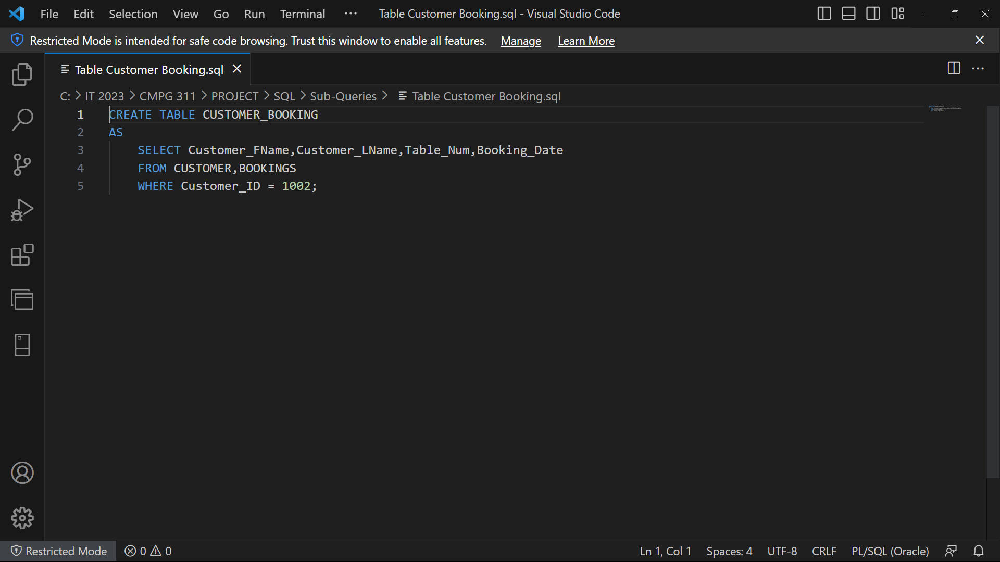 File Edit Selection View Go Run Terminal ··· Table Customer Booking.sql - Visual Studio Code
Restricted Mode is intended for safe code browsing. Trust this window to enable all features. Manage Learn More
Table Customer Booking.sql
C: > IT 2023 > CMPG 311 > PROJECT > SQL > Sub-Queries > Table Customer Booking.sql
1 CREATE TABLE CUSTOMER_BOOKING
2 AS
3 SELECT Customer_FName,Customer_LName,Table_Num,Booking_Date
4 FROM CUSTOMER,BOOKINGS
5 WHERE Customer_ID = 1002;
Restricted Mode 0 0 Ln 1, Col 1 Spaces: 4 UTF-8 CRLF PL/SQL (Oracle)